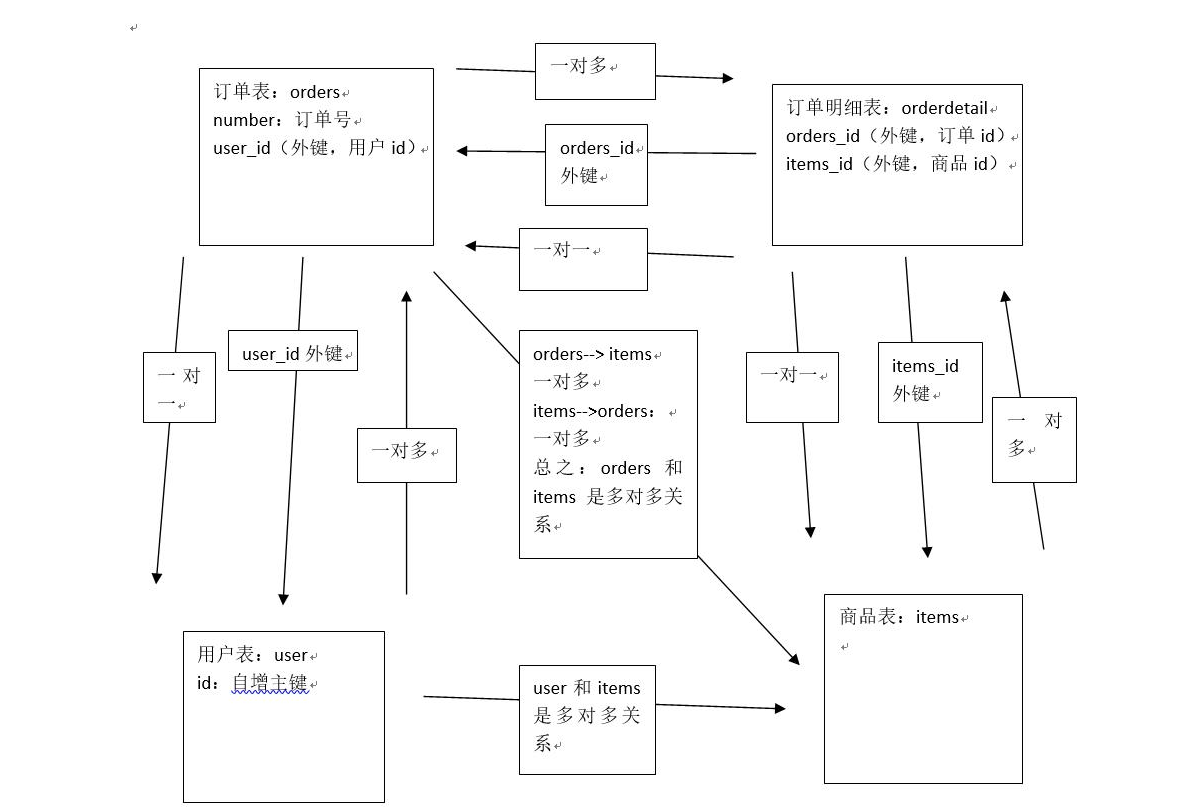 一对多
订单表：orders
number：订单号
user_id（外键，用户 id）
订单明细表：orderdetail
orders_id（外键，订单 id）
items_id（外键，商品 id）
orders_id
外键
一对一
一 对
一
user_id 外键
一对多
orders--> items
一对多
items-->orders：
一对多
总之：orders 和
items 是多对多关
系
一对一
items_id
外键
一 对
多
用户表：user
id：自增主键
user 和 items
是多对多关
系
商品表：items